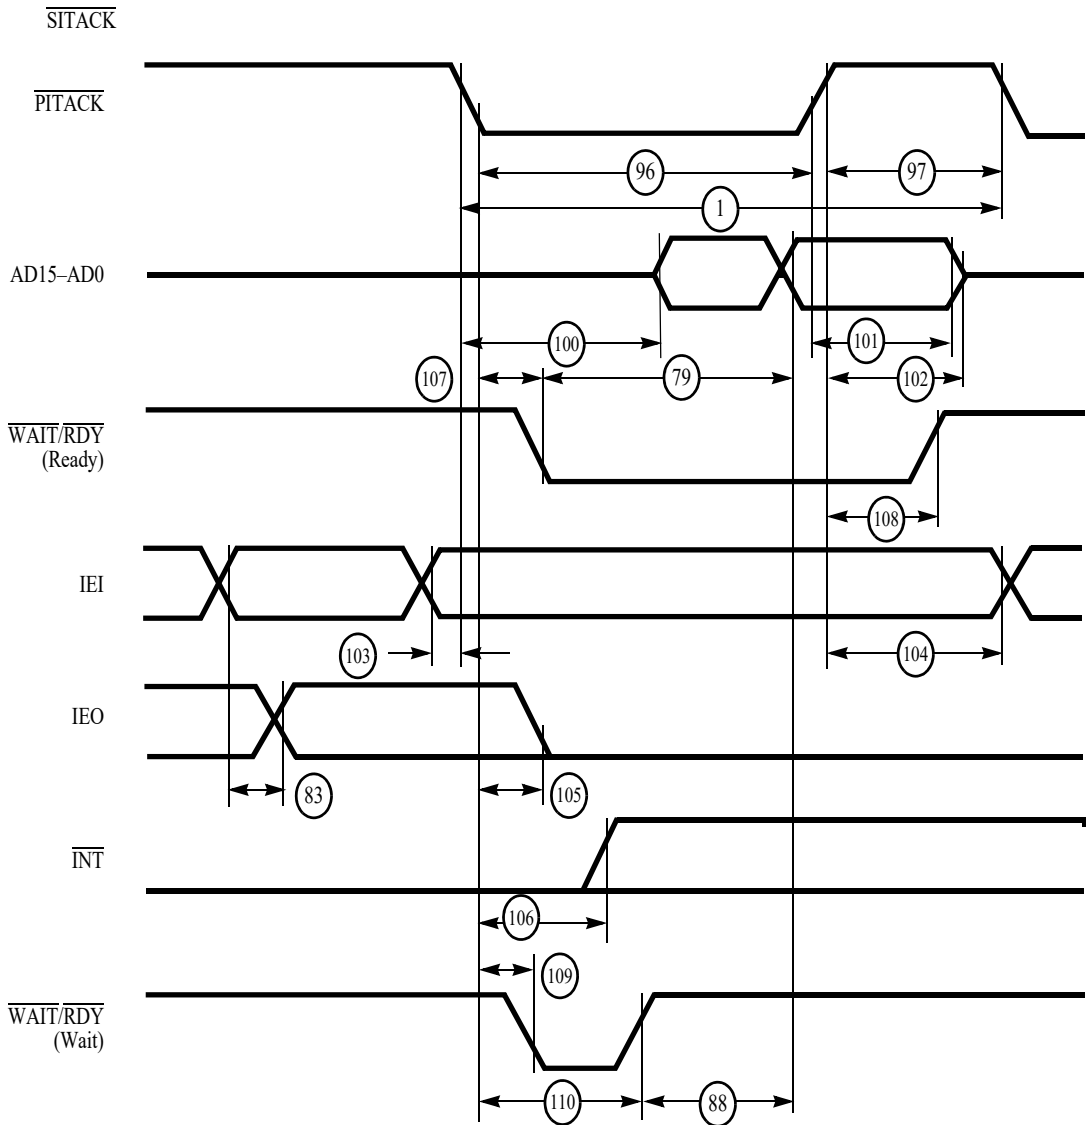 SITACK
PITACK
96
97
1
AD15–AD0
100
101
107
79
102
WAIT/RDY
(Ready)
108
IEI
103
104
IEO
83
105
INT
106
109
WAIT/RDY
(Wait)
110
88